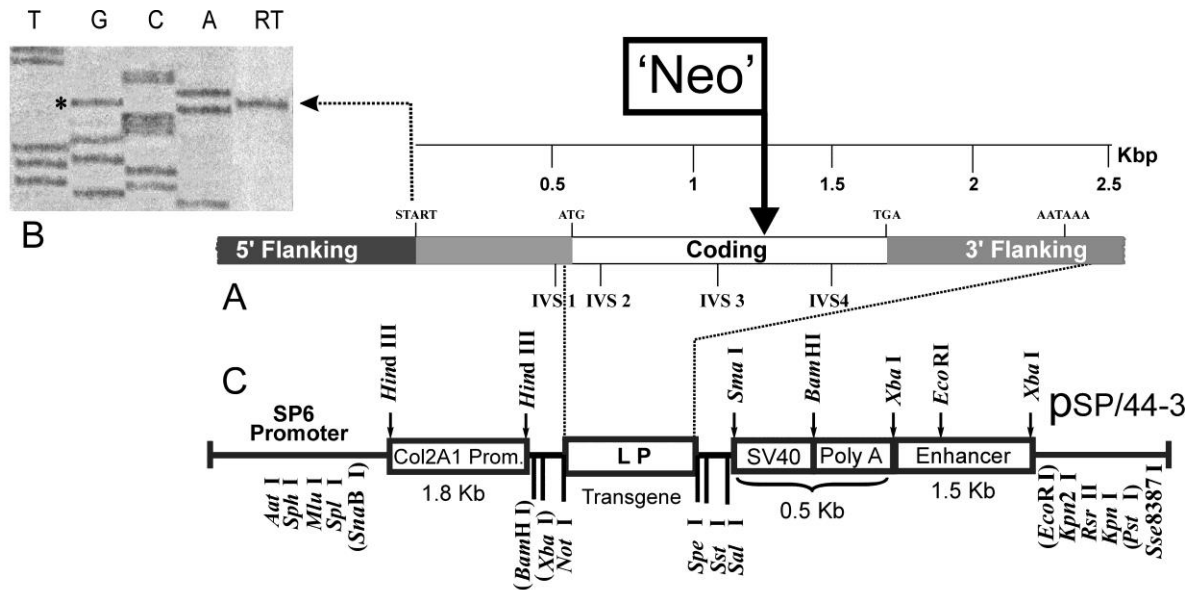 T G C A RT
*
'Neo'
Kbp
0.5 1 1.5 2 2.5
B
START ATG TGA AATAAA
5' Flanking Coding 3' Flanking
A
IVS 1 IVS 2 IVS 3 IVS4
C
Hind III Hind III Sma I BamHI Xba I EcoRI Xba I
pSP/44-3
SP6
Promoter
Col2A1 Prom. L P SV40 Poly A Enhancer
1.8 Kb Transgene 0.5 Kb 1.5 Kb
Aat I
Sph I
Mlu I
Spl I
(SnaB I)
(BamH I)
(Xba I)
Not I
Spe I
Sst I
Sal I
(EcoR I)
Kpn2 I
Rsr II
Kpn I
(Pst I)
Sse8387 I